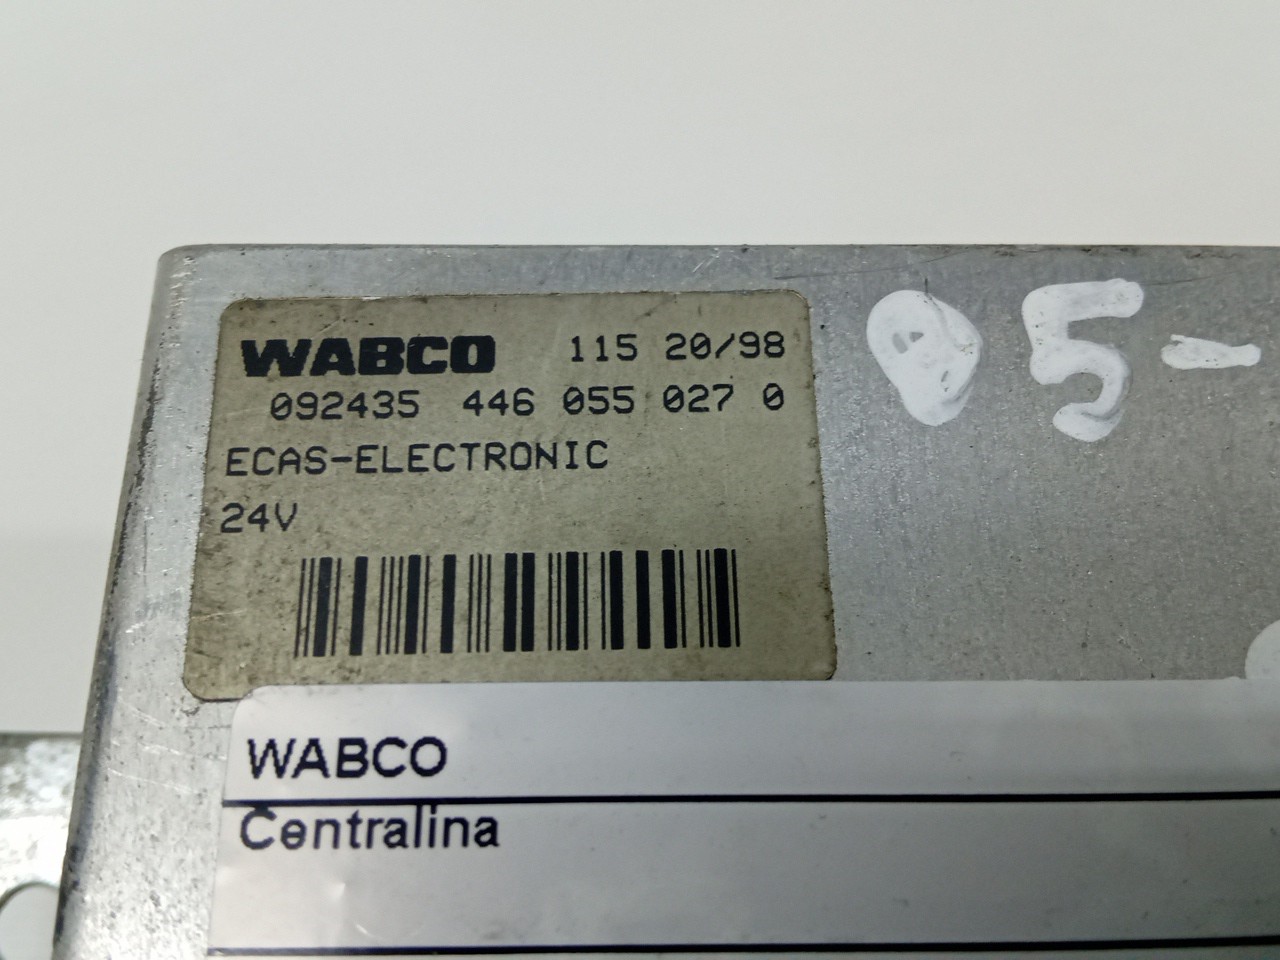 WABCO 115 20/98
092435 446 055 027 0
ECAS-ELECTRONIC
24V
05-
WABCO
Centralina